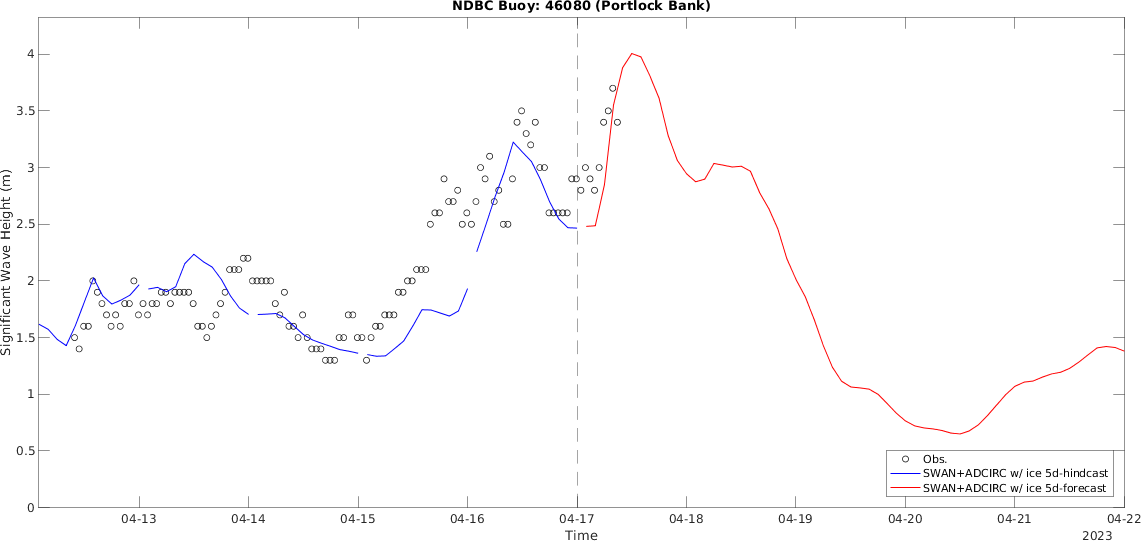 NDBC Buoy: 46080 (Portlock Bank)
4
3.5
3
2.5
2
1.5
1
0.5
0
Significant Wave Height (m)
Obs.
SWAN+ADCIRC w/ ice 5d-hindcast
SWAN+ADCIRC w/ ice 5d-forecast
04-13 04-14 04-15 04-16 04-17 04-18 04-19 04-20 04-21 04-22
Time
2023